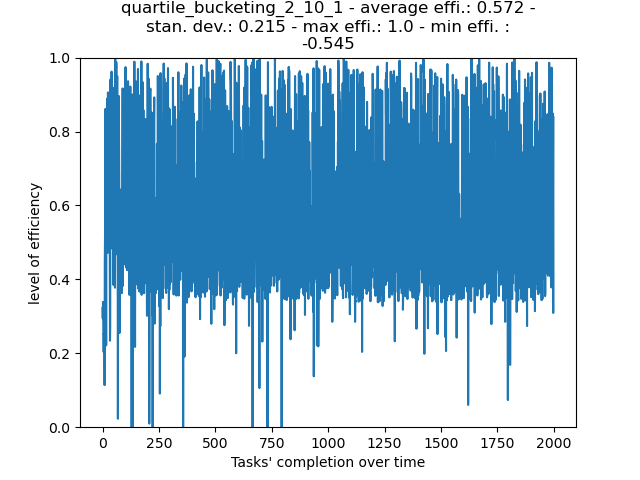 quartile_bucketing_2_10_1 - average effi.: 0.572 -
stan. dev.: 0.215 - max effi.: 1.0 - min effi. :
-0.545
1.0
0.8
0.6
0.4
0.2
0.0
level of efficiency
0 250 500 750 1000 1250 1500 1750 2000
Tasks' completion over time